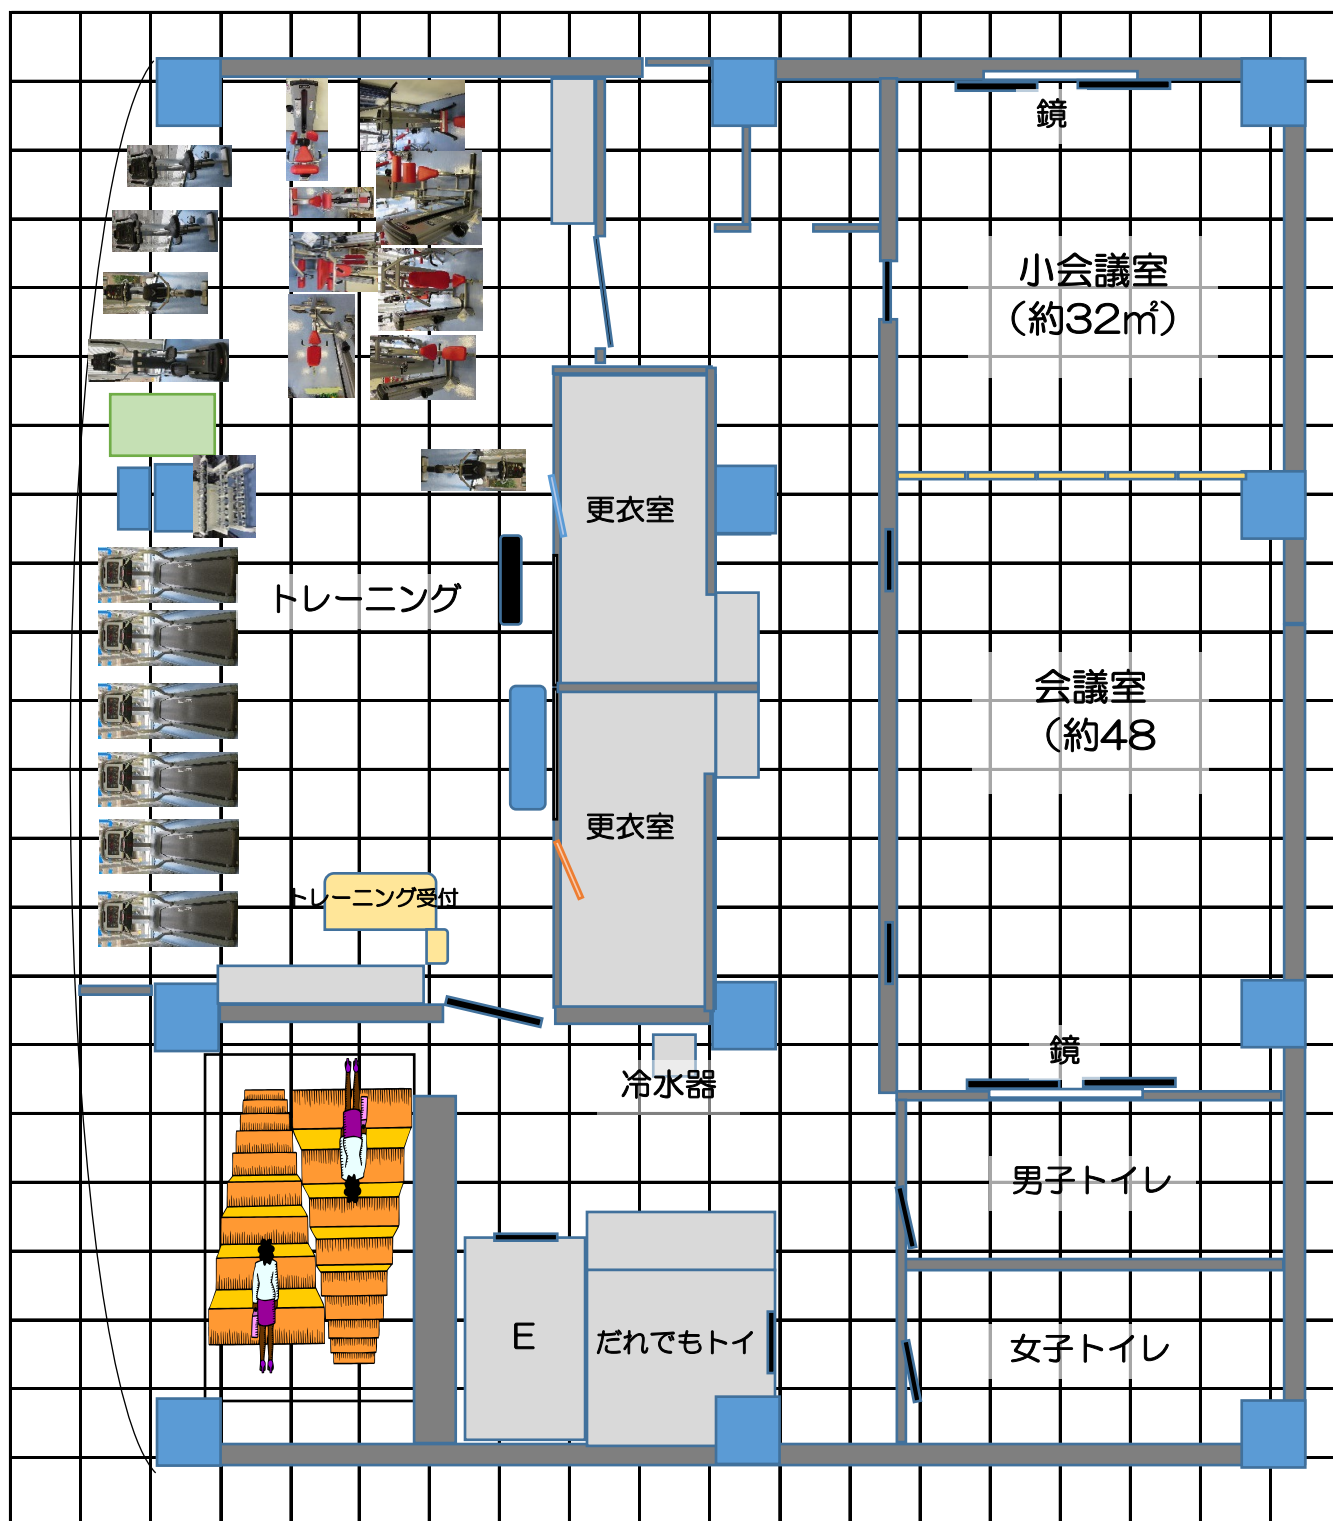 鏡
小会議室
（約32㎡）
更衣室
トレーニング
会議室
（約48
更衣室
トレーニング受付
鏡
冷水器
男子トイレ
E
だれでもトイ
女子トイレ